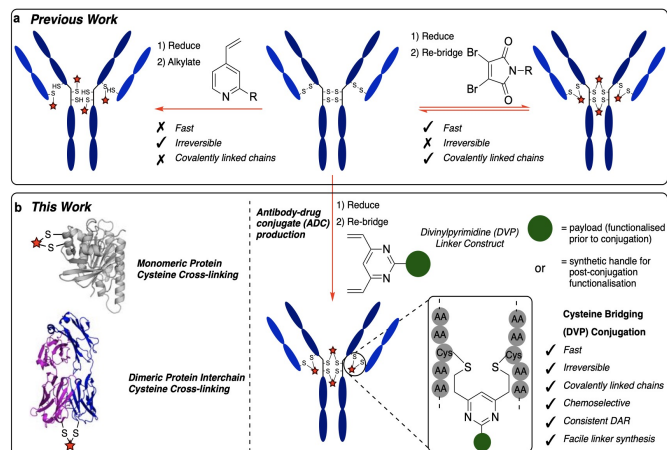 a Previous Work
1) Reduce
2) Alkylate
R
N
✗ Fast
✓ Irreversible
✗ Covalently linked chains
HS
S
SH
S
HS
S
S S
S S
S
S
1) Reduce
2) Re-bridge
Br
Br
O
O
N-R
✓ Fast
✗ Irreversible
✓ Covalently linked chains
S
S
S
S
b This Work
S
S
Monomeric Protein
Cysteine Cross-linking
Dimeric Protein Interchain
Cysteine Cross-linking
S
S
Antibody-drug
conjugate (ADC)
production
1) Reduce
2) Re-bridge
N
N
Divinylpyrimidine (DVP)
Linker Construct
= payload (functionalised
prior to conjugation)
or
= synthetic handle for
post-conjugation
functionalisation
AA
AA
Cys
AA
AA
S
S
AA
AA
Cys
AA
AA
N
N
Cysteine Bridging
(DVP) Conjugation
✓ Fast
✓ Irreversible
✓ Covalently linked chains
✓ Chemoselective
✓ Consistent DAR
✓ Facile linker synthesis